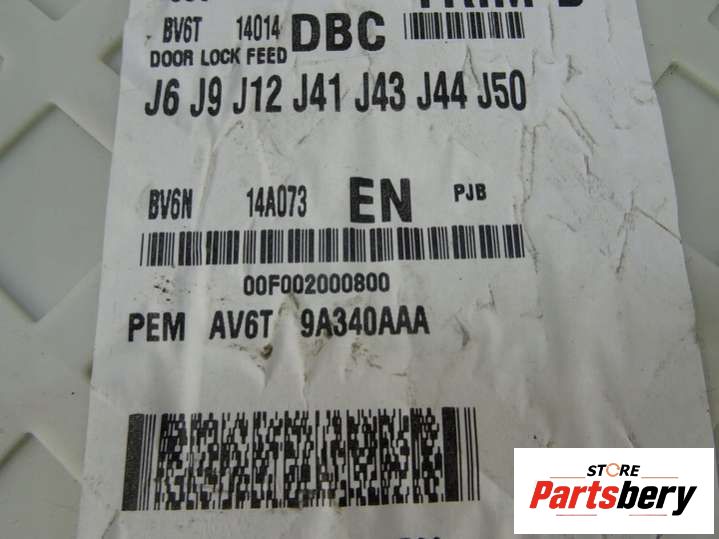 BV6T 14014 DBC
DOOR LOCK FEED
J6 J9 J12 J41 J43 J44 J50
BV6N 14A073 EN PJB
00F002000800
PEM AV6T 9A340AAA
STORE
Partsbery